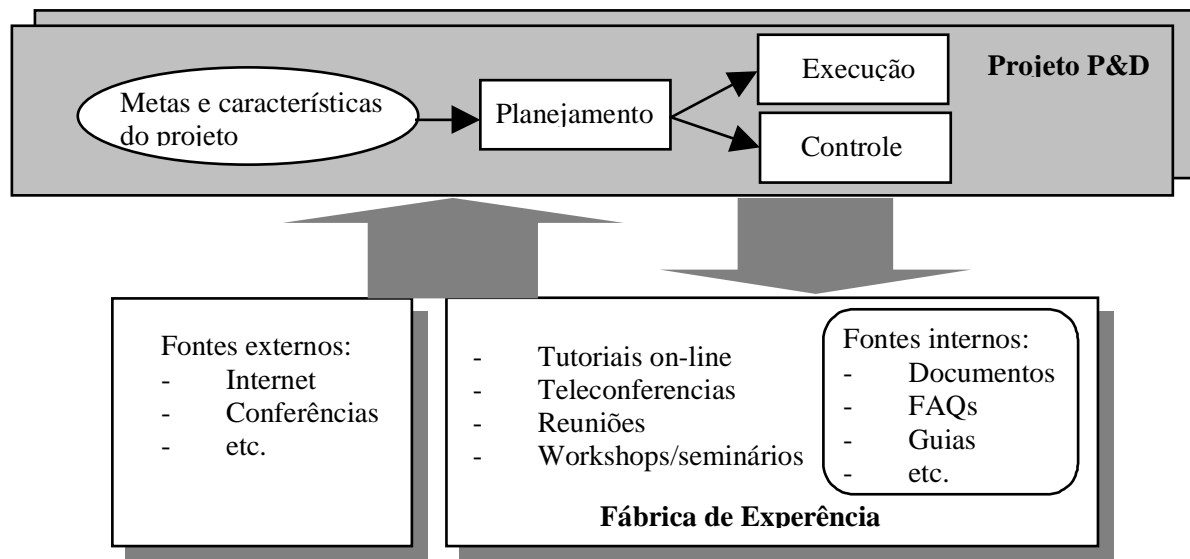 Projeto P&D
Metas e características
do projeto
Planejamento
Execução
Controle
Fontes externos:
- Internet
- Conferências
- etc.
- Tutoriais on-line
- Teleconferencias
- Reuniões
- Workshops/seminários
Fontes internos:
- Documentos
- FAQs
- Guias
- etc.
Fábrica de Experência